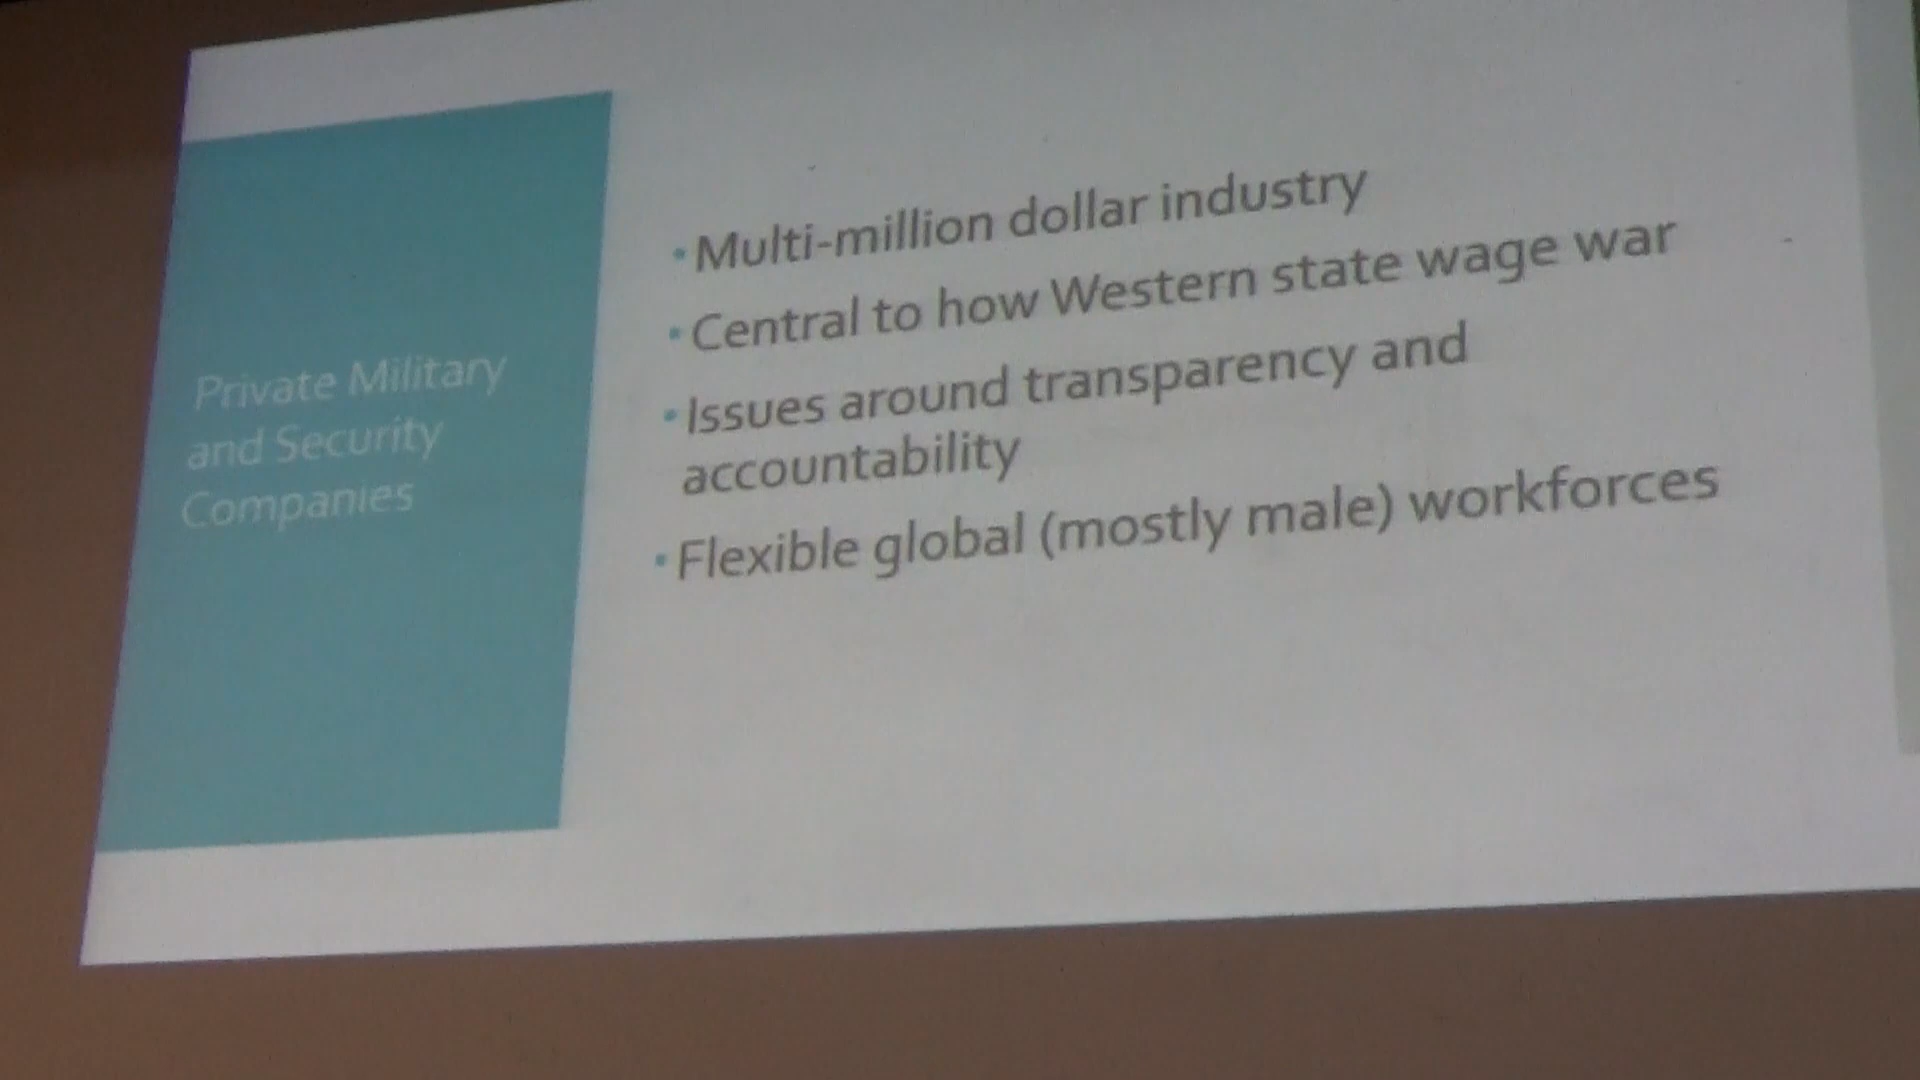 Private Military
and Security
Companies
• Multi-million dollar industry
• Central to how Western state wage war
• Issues around transparency and
accountability
• Flexible global (mostly male) workforces